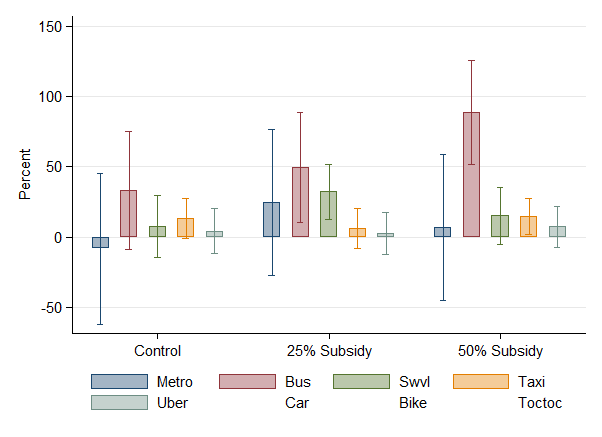 150
100
50
0
-50
Percent
Control 25% Subsidy 50% Subsidy
Metro Bus Swvl Taxi
Uber Car Bike Toctoc